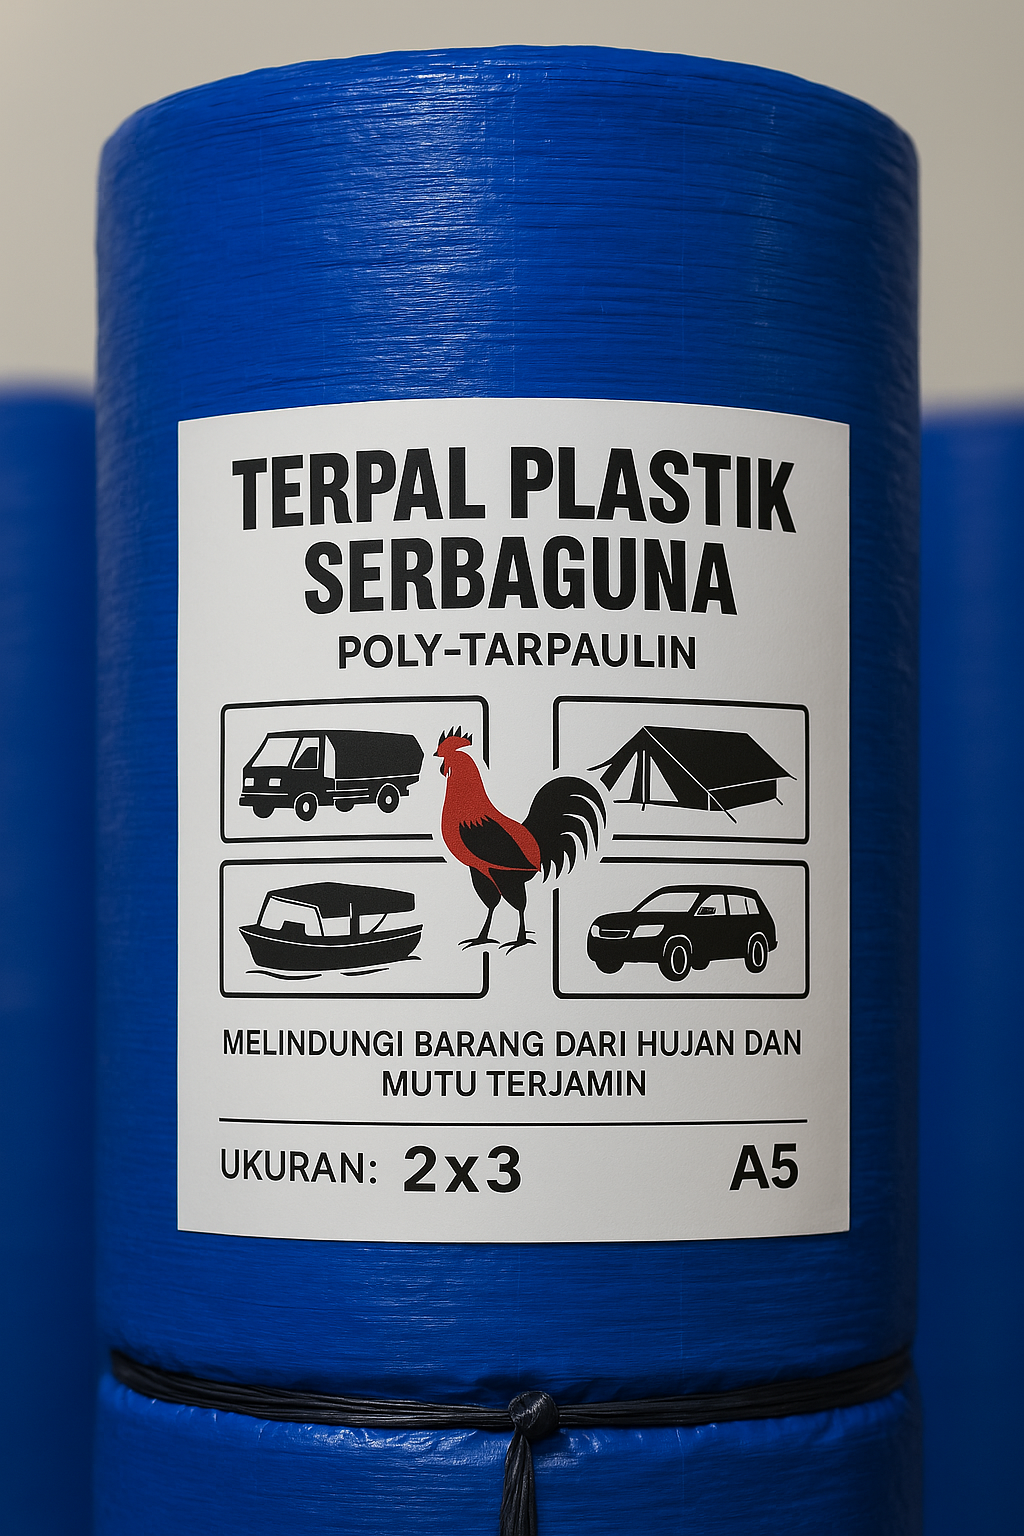 TERPAL PLASTIK
SERBAGUNA
POLY-TARPAULIN
MELINDUNGI BARANG DARI HUJAN DAN
MUTU TERJAMIN
UKURAN: 2x3 A5